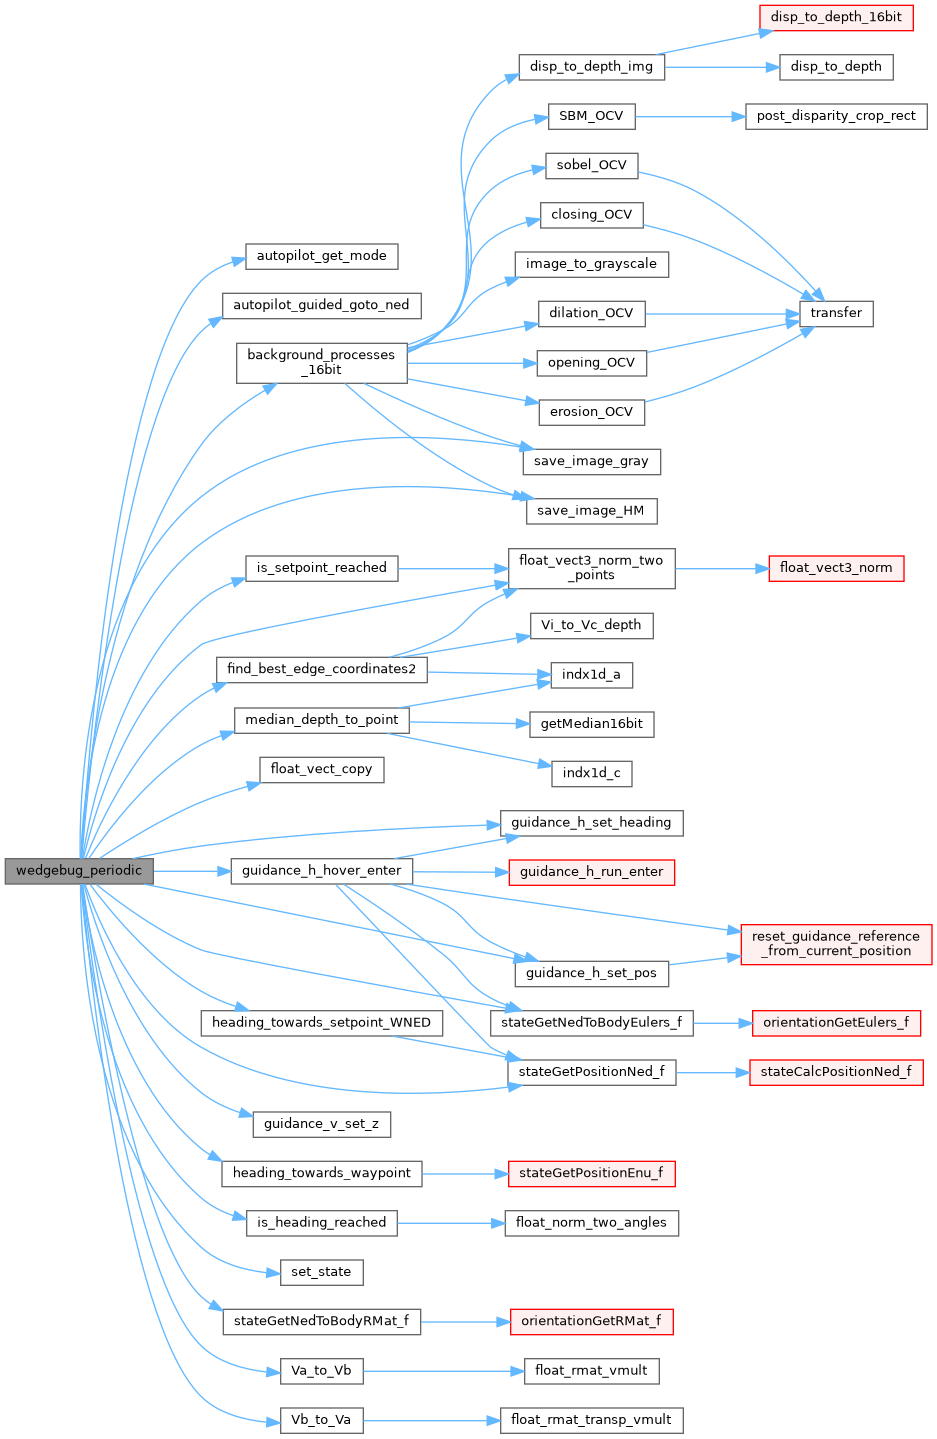 disp_to_depth_16bit
disp_to_depth_img
disp_to_depth
SBM_OCV
post_disparity_crop_rect
sobel_OCV
closing_OCV
autopilot_get_mode
image_to_grayscale
autopilot_guided_goto_ned
dilation_OCV
transfer
background_processes
_16bit
opening_OCV
erosion_OCV
save_image_gray
save_image_HM
is_setpoint_reached
float_vect3_norm_two
_points
float_vect3_norm
Vi_to_Vc_depth
find_best_edge_coordinates2
indx1d_a
median_depth_to_point
getMedian16bit
float_vect_copy
indx1d_c
guidance_h_set_heading
wedgebug_periodic
guidance_h_hover_enter
guidance_h_run_enter
reset_guidance_reference
_from_current_position
guidance_h_set_pos
heading_towards_setpoint_WNED
stateGetNedToBodyEulers_f
orientationGetEulers_f
stateGetPositionNed_f
stateCalcPositionNed_f
guidance_v_set_z
heading_towards_waypoint
stateGetPositionEnu_f
is_heading_reached
float_norm_two_angles
set_state
stateGetNedToBodyRMat_f
orientationGetRMat_f
Va_to_Vb
float_rmat_vmult
Vb_to_Va
float_rmat_transp_vmult